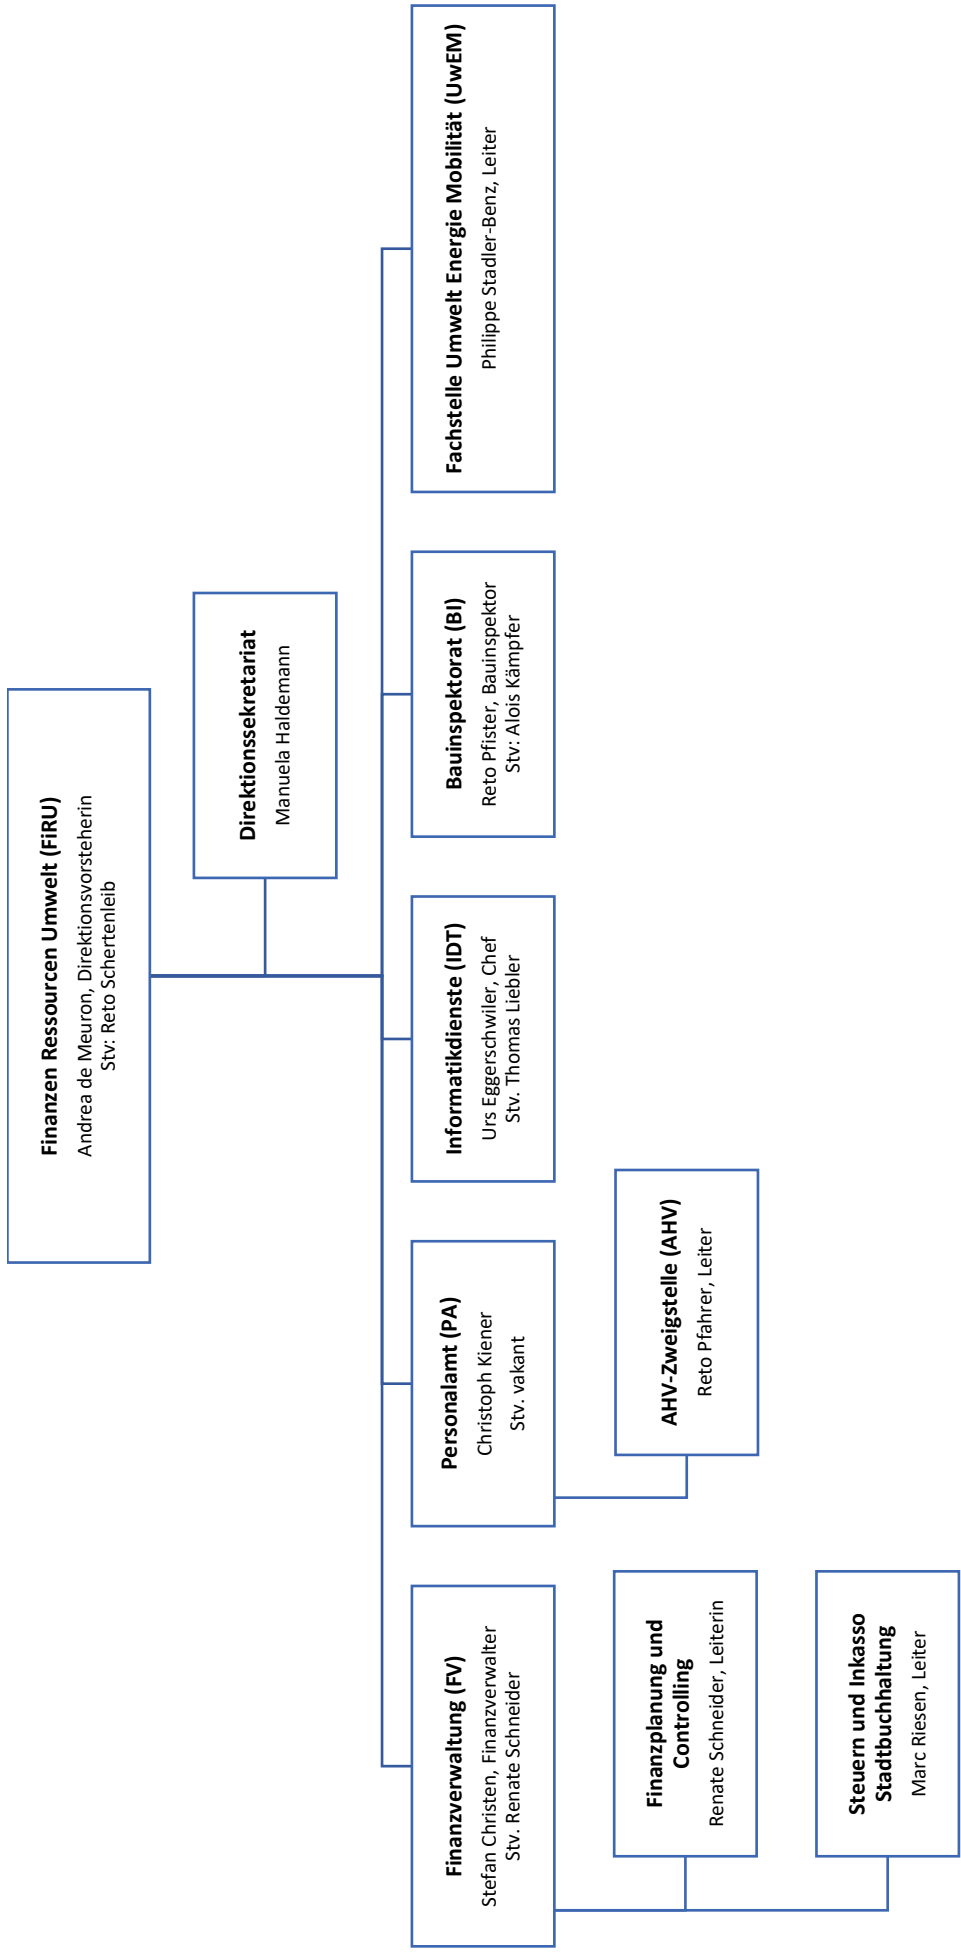 Finanzen Ressourcen Umwelt (FiRU)
Andrea de Meuron, Direktionsvorsteherin
Stv: Reto Schertenleib
Direktionssekretariat
Manuela Haldemann
Finanzverwaltung (FV)
Stefan Christen, Finanzverwalter
Stv. Renate Schneider
Finanzplanung und
Controlling
Renate Schneider, Leiterin
Steuern und Inkasso
Stadtbuchhaltung
Marc Riesen, Leiter
Personalamt (PA)
Christoph Kiener
Stv. vakant
AHV-Zweigstelle (AHV)
Reto Pfahrer, Leiter
Informatikdienste (IDT)
Urs Eggerschwiler, Chef
Stv. Thomas Liebler
Bauinspektorat (BI)
Reto Pfister, Bauinspektor
Stv: Alois Kämpfer
Fachstelle Umwelt Energie Mobilität (UwEM)
Philippe Stadler-Benz, Leiter